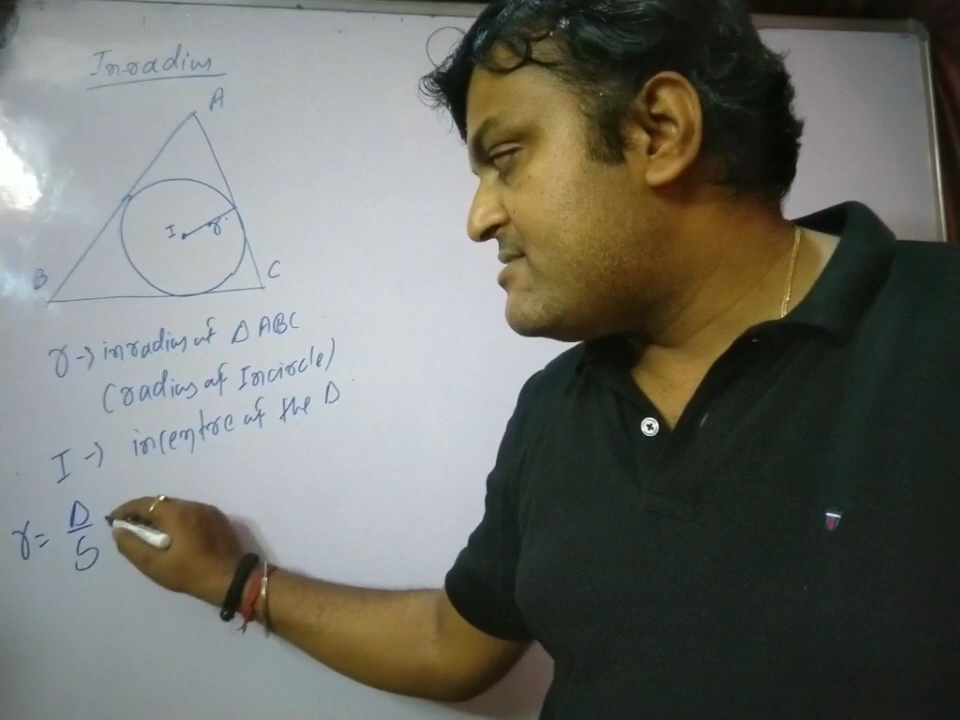 Inradius
A
I r
B
C
r → inradius of Δ ABC
(radius of Incircle)
I → incentre of the Δ
r = Δ/S